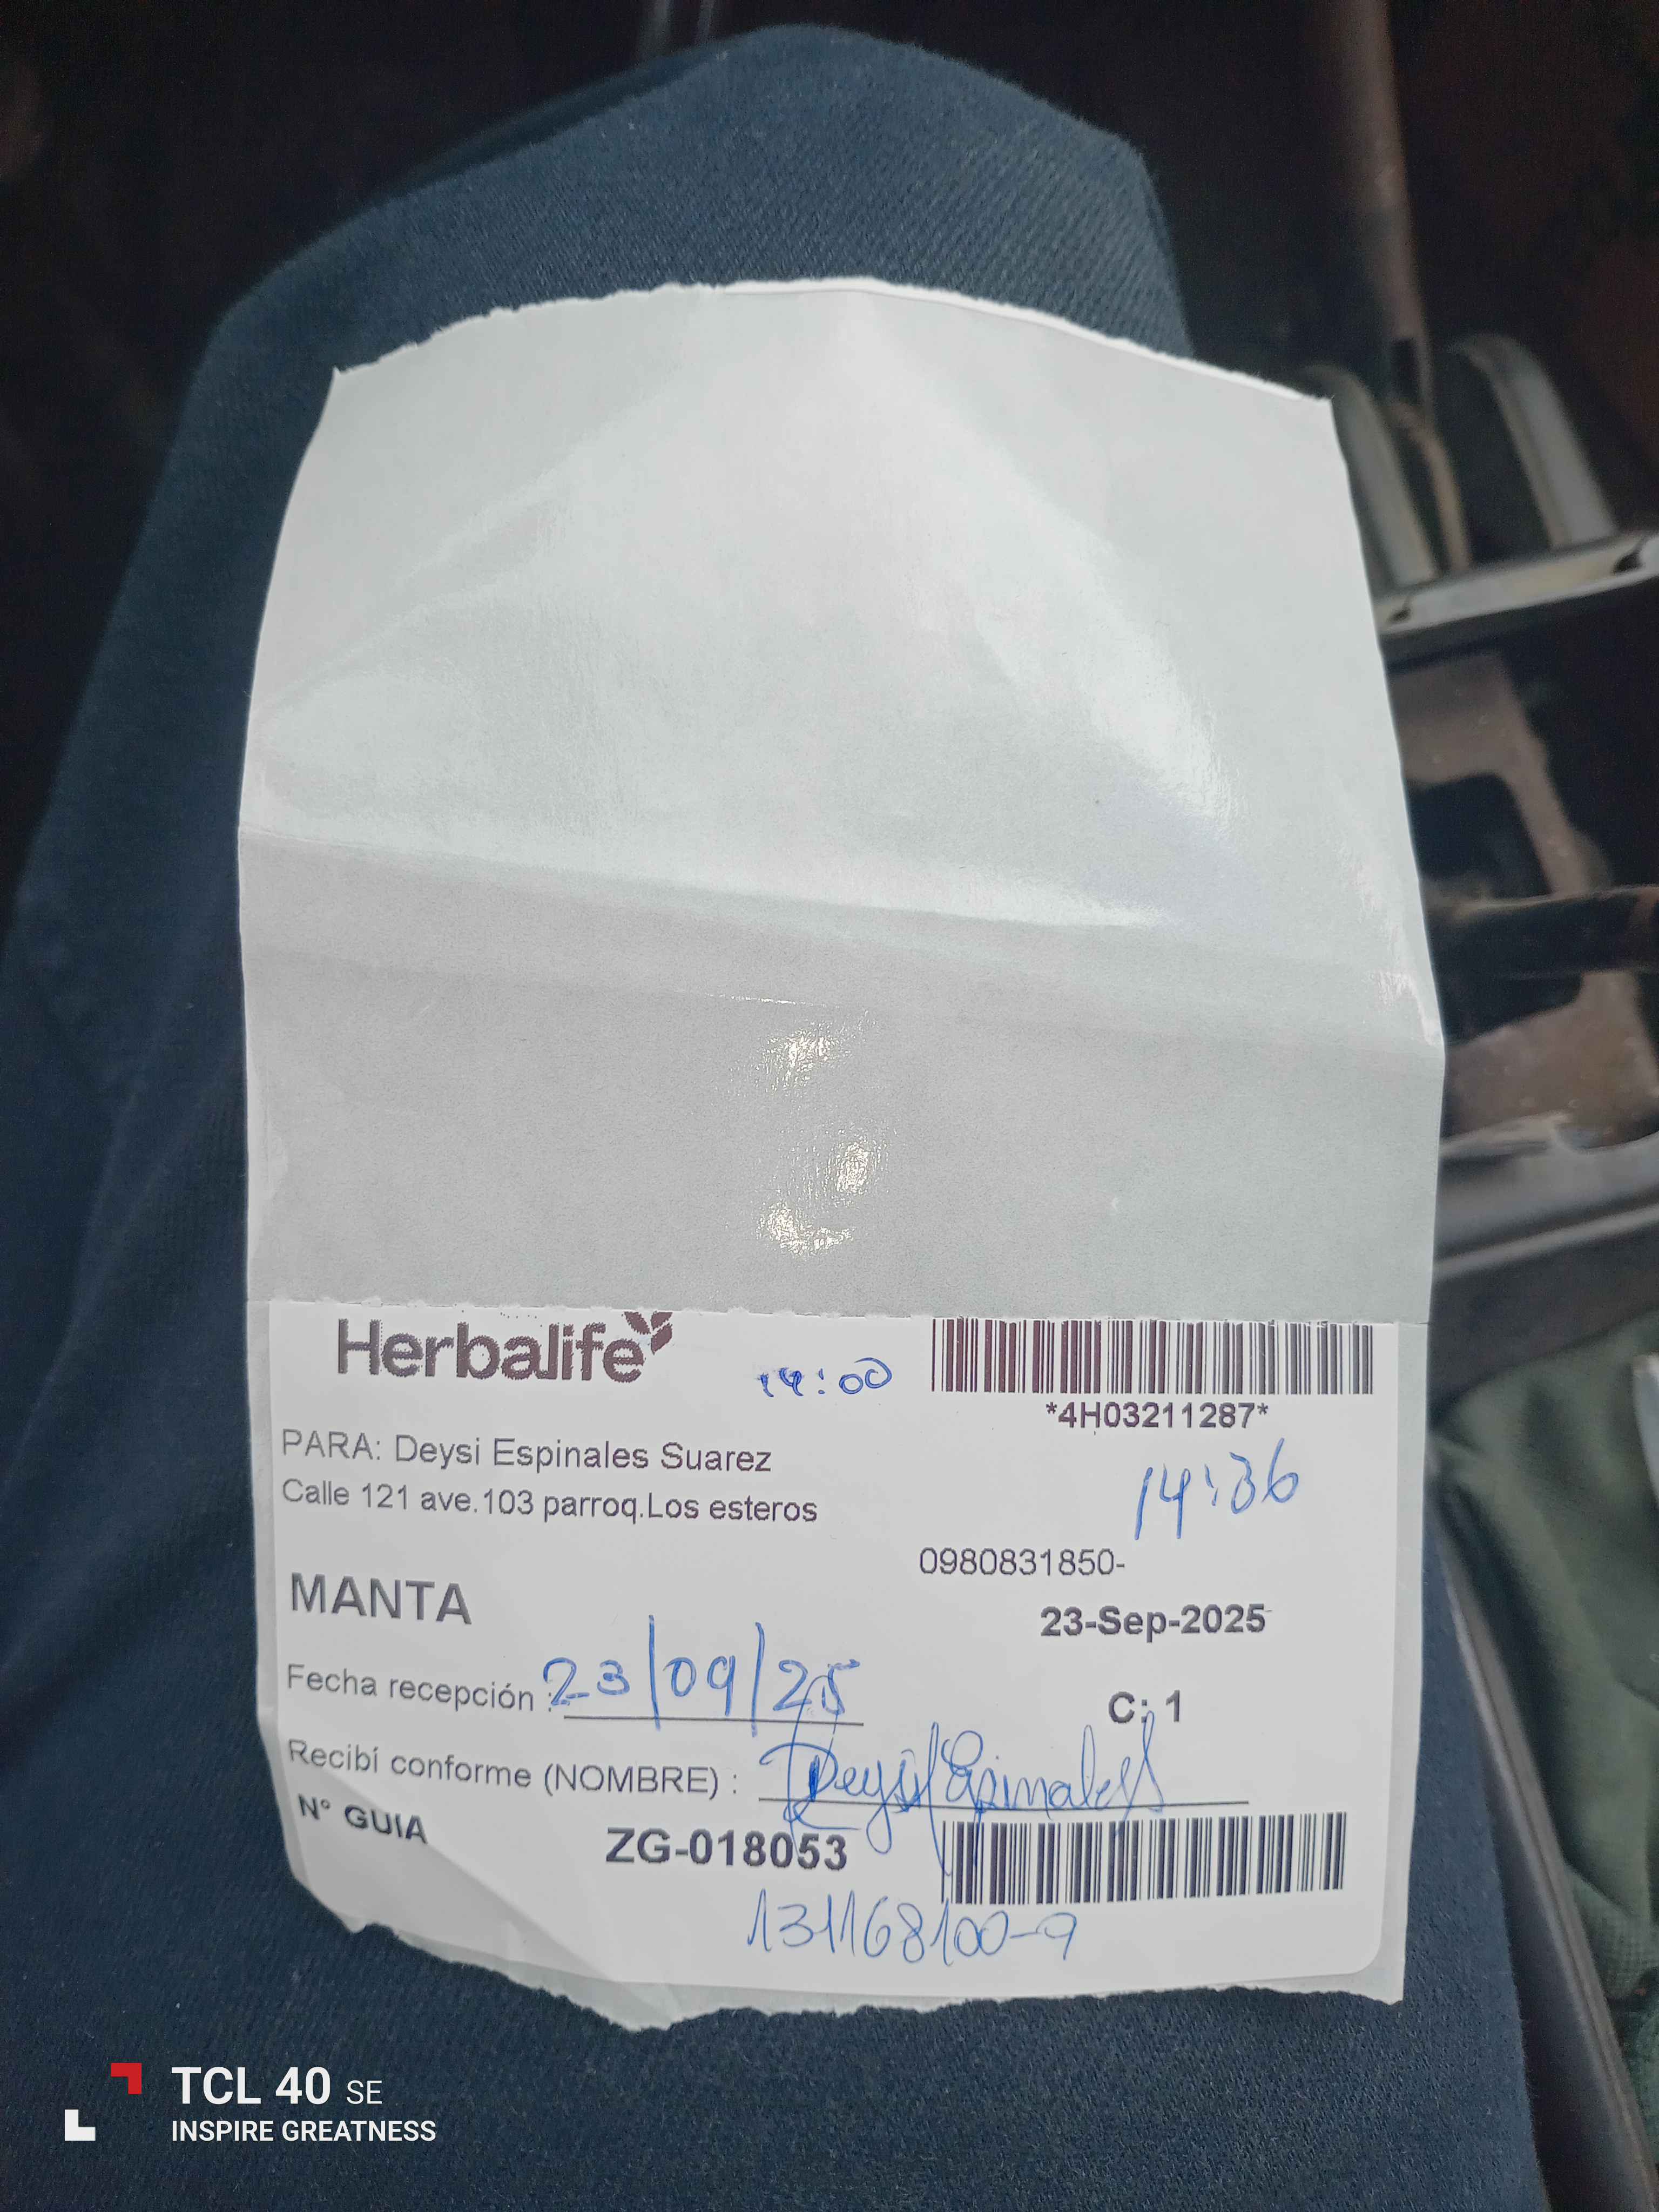 Herbalife
14:00
*4H03211287*
PARA: Deysi Espinales Suarez
14:36
Calle 121 ave.103 parroq.Los esteros
0980831850-
MANTA
23-Sep-2025
Fecha recepción : 23/09/25
C: 1
Recibí conforme (NOMBRE) : Deysi Espinales
N° GUIA
ZG-018053
131168100-9
TCL 40 SE
INSPIRE GREATNESS